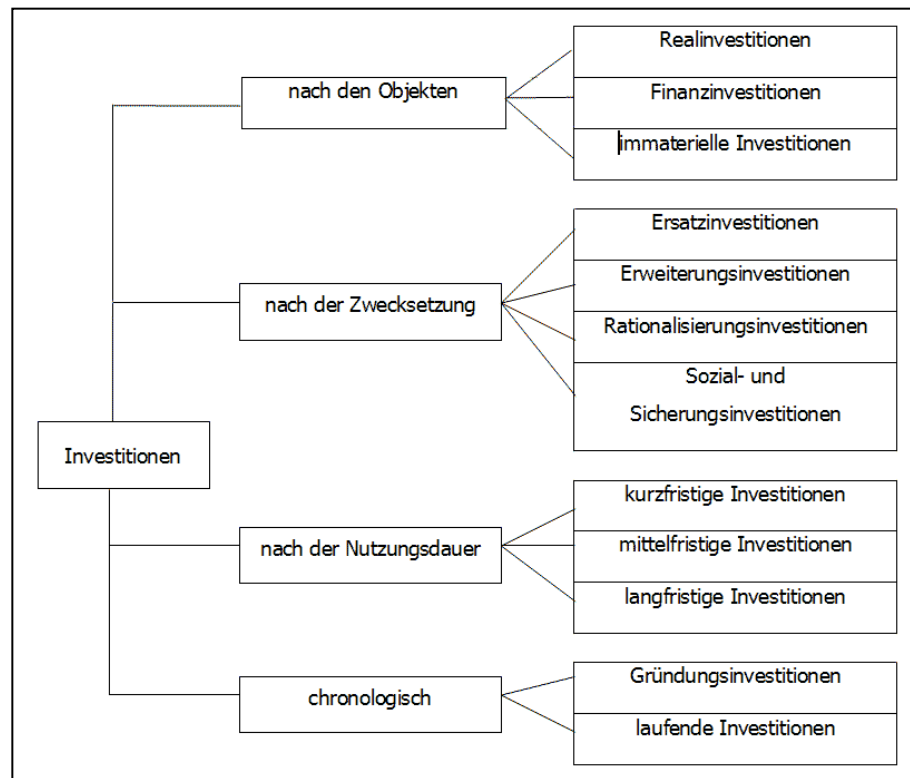 Realinvestitionen
nach den Objekten
Finanzinvestitionen
immaterielle Investitionen
Ersatzinvestitionen
Erweiterungsinvestitionen
nach der Zwecksetzung
Rationalisierungsinvestitionen
Sozial- und
Sicherungsinvestitionen
Investitionen
kurzfristige Investitionen
nach der Nutzungsdauer
mittelfristige Investitionen
langfristige Investitionen
Gründungsinvestitionen
chronologisch
laufende Investitionen